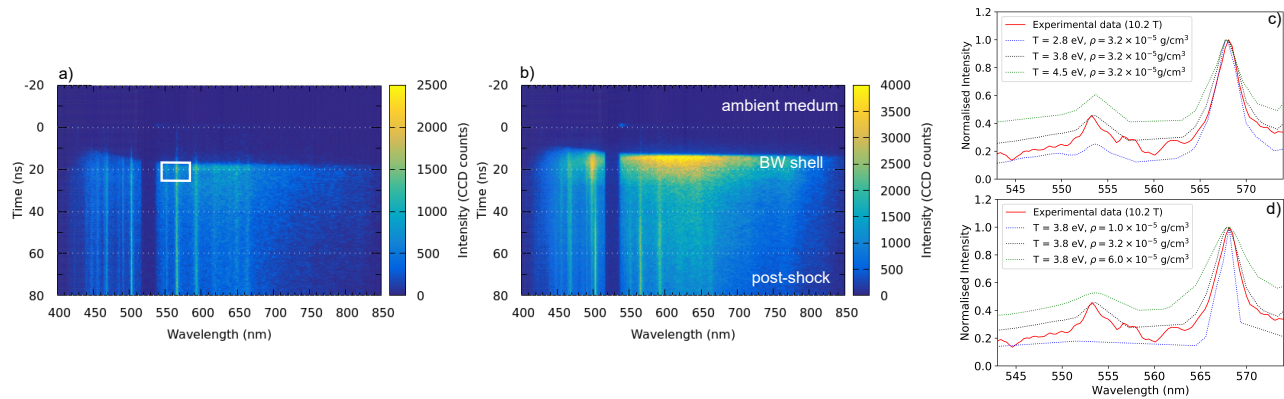 a)
-20
0
20
40
60
80
Time (ns)
400 450 500 550 600 650 700 750 800 850
Wavelength (nm)
2500
2000
1500
1000
500
0
Intensity (CCD counts)
b)
ambient medum
BW shell
post-shock
-20
0
20
40
60
80
Time (ns)
400 450 500 550 600 650 700 750 800 850
Wavelength (nm)
4000
3500
3000
2500
2000
1500
1000
500
0
Intensity (CCD counts)
c)
Experimental data (10.2 T)
T = 2.8 eV, ρ = 3.2 × 10⁻⁵ g/cm³
T = 3.8 eV, ρ = 3.2 × 10⁻⁵ g/cm³
T = 4.5 eV, ρ = 3.2 × 10⁻⁵g/cm³
1.2
1.0
0.8
0.6
0.4
0.2
0.0
Normalised Intensity
545 550 555 560 565 570
d)
Experimental data (10.2 T)
T = 3.8 eV, ρ = 1.0 × 10⁻⁵ g/cm³
T = 3.8 eV, ρ = 3.2 × 10⁻⁵ g/cm³
T = 3.8 eV, ρ = 6.0 × 10⁻⁵ g/cm³
1.2
1.0
0.8
0.6
0.4
0.2
0.0
Normalised Intensity
545 550 555 560 565 570
Wavelength (nm)